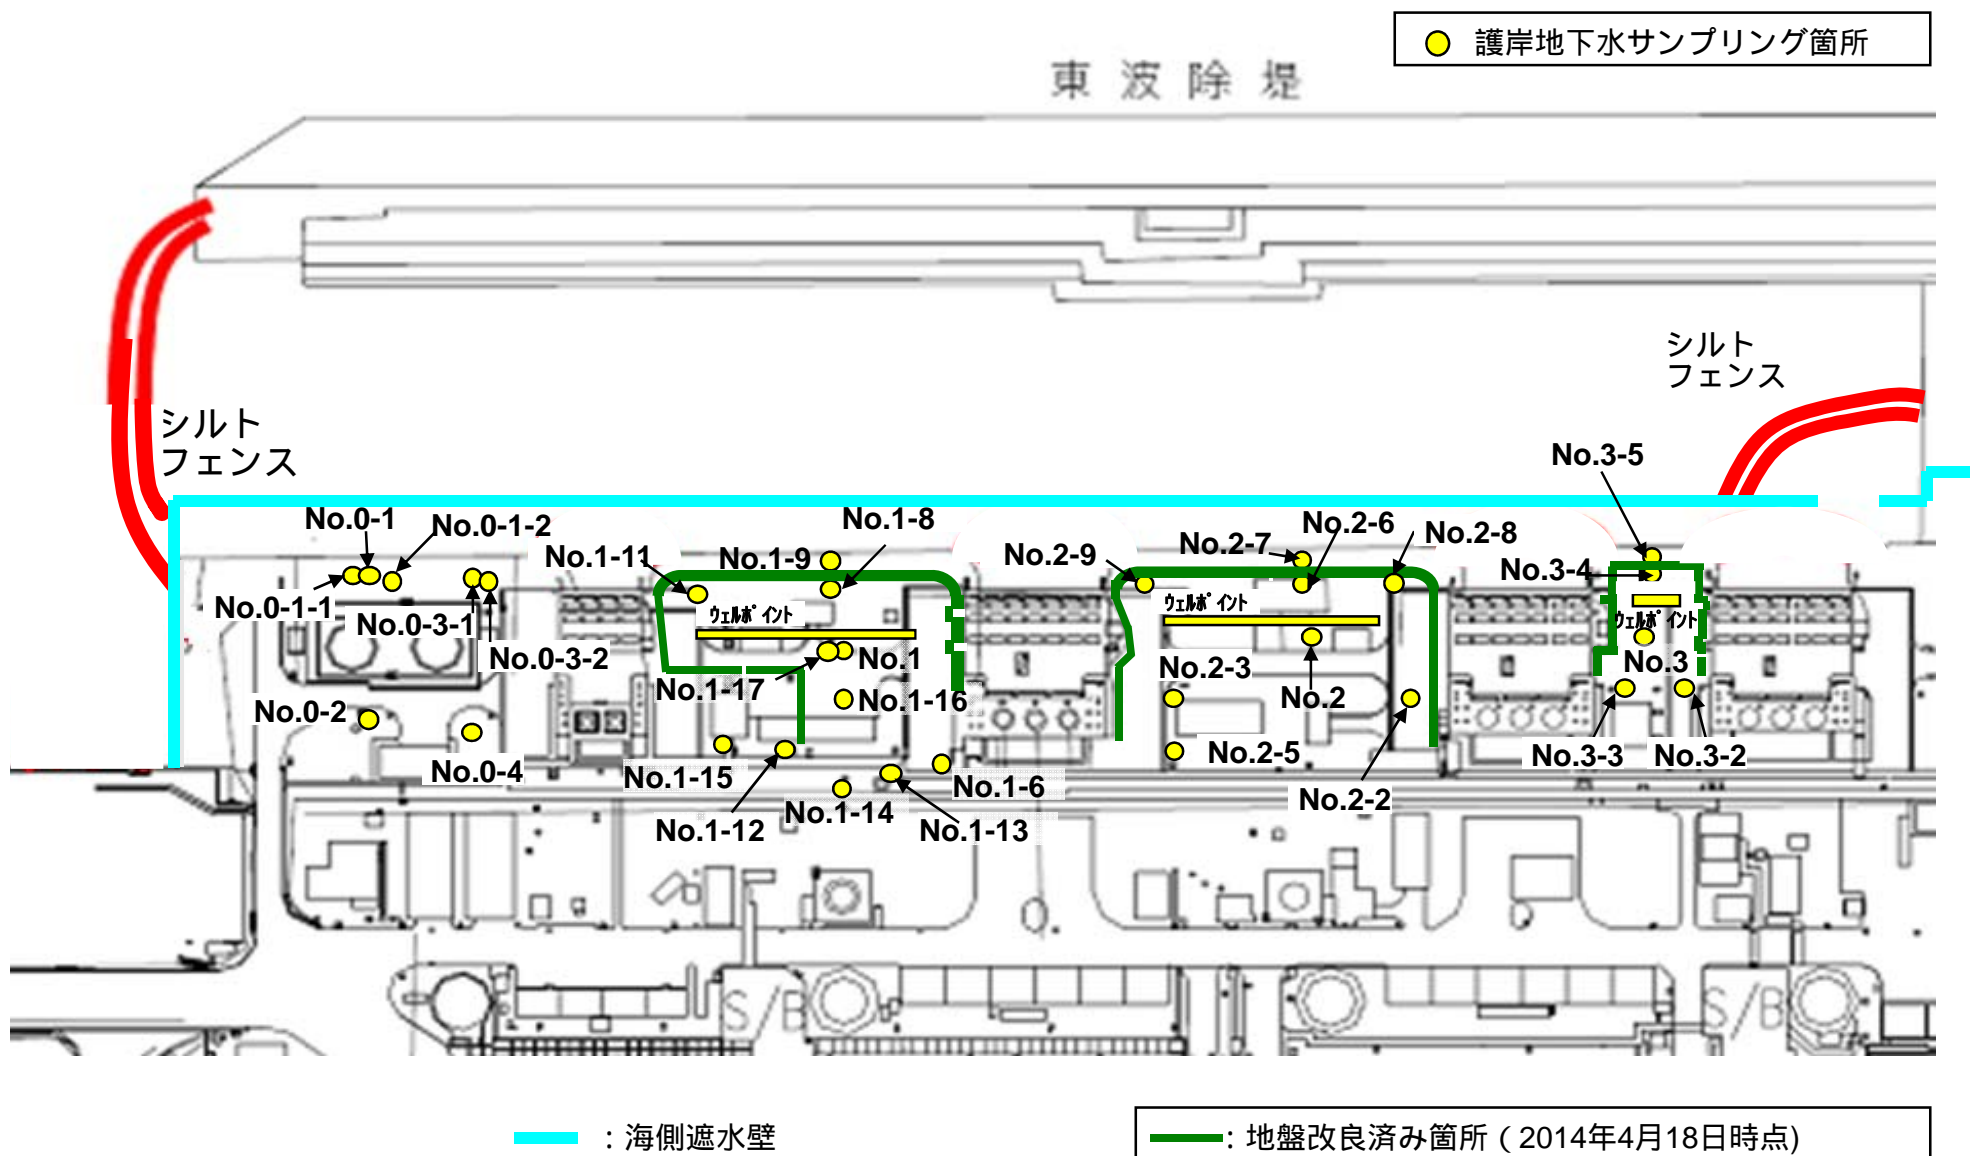 護岸地下水サンプリング箇所
東波除堤
シルト
フェンス
シルト
フェンス
No.3-5
No.0-1
No.0-1-2
No.1-8
No.2-6
No.2-8
No.1-11
No.1-9
No.2-9
No.2-7
No.3-4
No.0-1-1
No.0-3-1
ウェルポイント
ウェルポイント
ウェルポイント
No.0-3-2
No.1
No.2-3
No.3
No.1-17
No.1-16
No.2
No.0-2
No.0-4
No.1-15
No.1-6
No.2-5
No.3-3
No.3-2
No.1-12
No.1-14
No.1-13
No.2-2
S/B
S/B
：海側遮水壁
：地盤改良済み箇所（2014年4月18日時点)